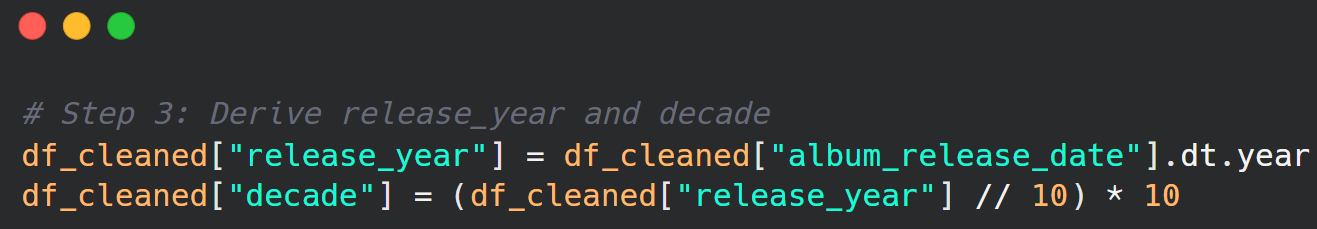 # Step 3: Derive release_year and decade
df_cleaned["release_year"] = df_cleaned["album_release_date"].dt.year
df_cleaned["decade"] = (df_cleaned["release_year"] // 10) * 10